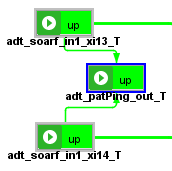 up
adt_soarf_in1_xi13_T
up
adt_patPing_out_T
up
adt_soarf_in1_xi14_T